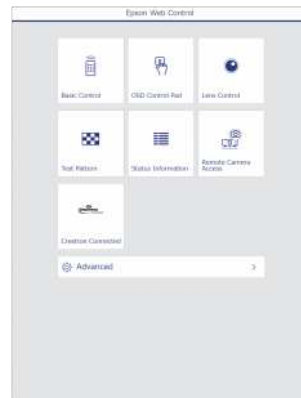 Epson Web Control
Basic Control
OSD Control Pad
Lens Control
Test Pattern
Status Information
Remote Camera
Access
Crestron Connected
Advanced